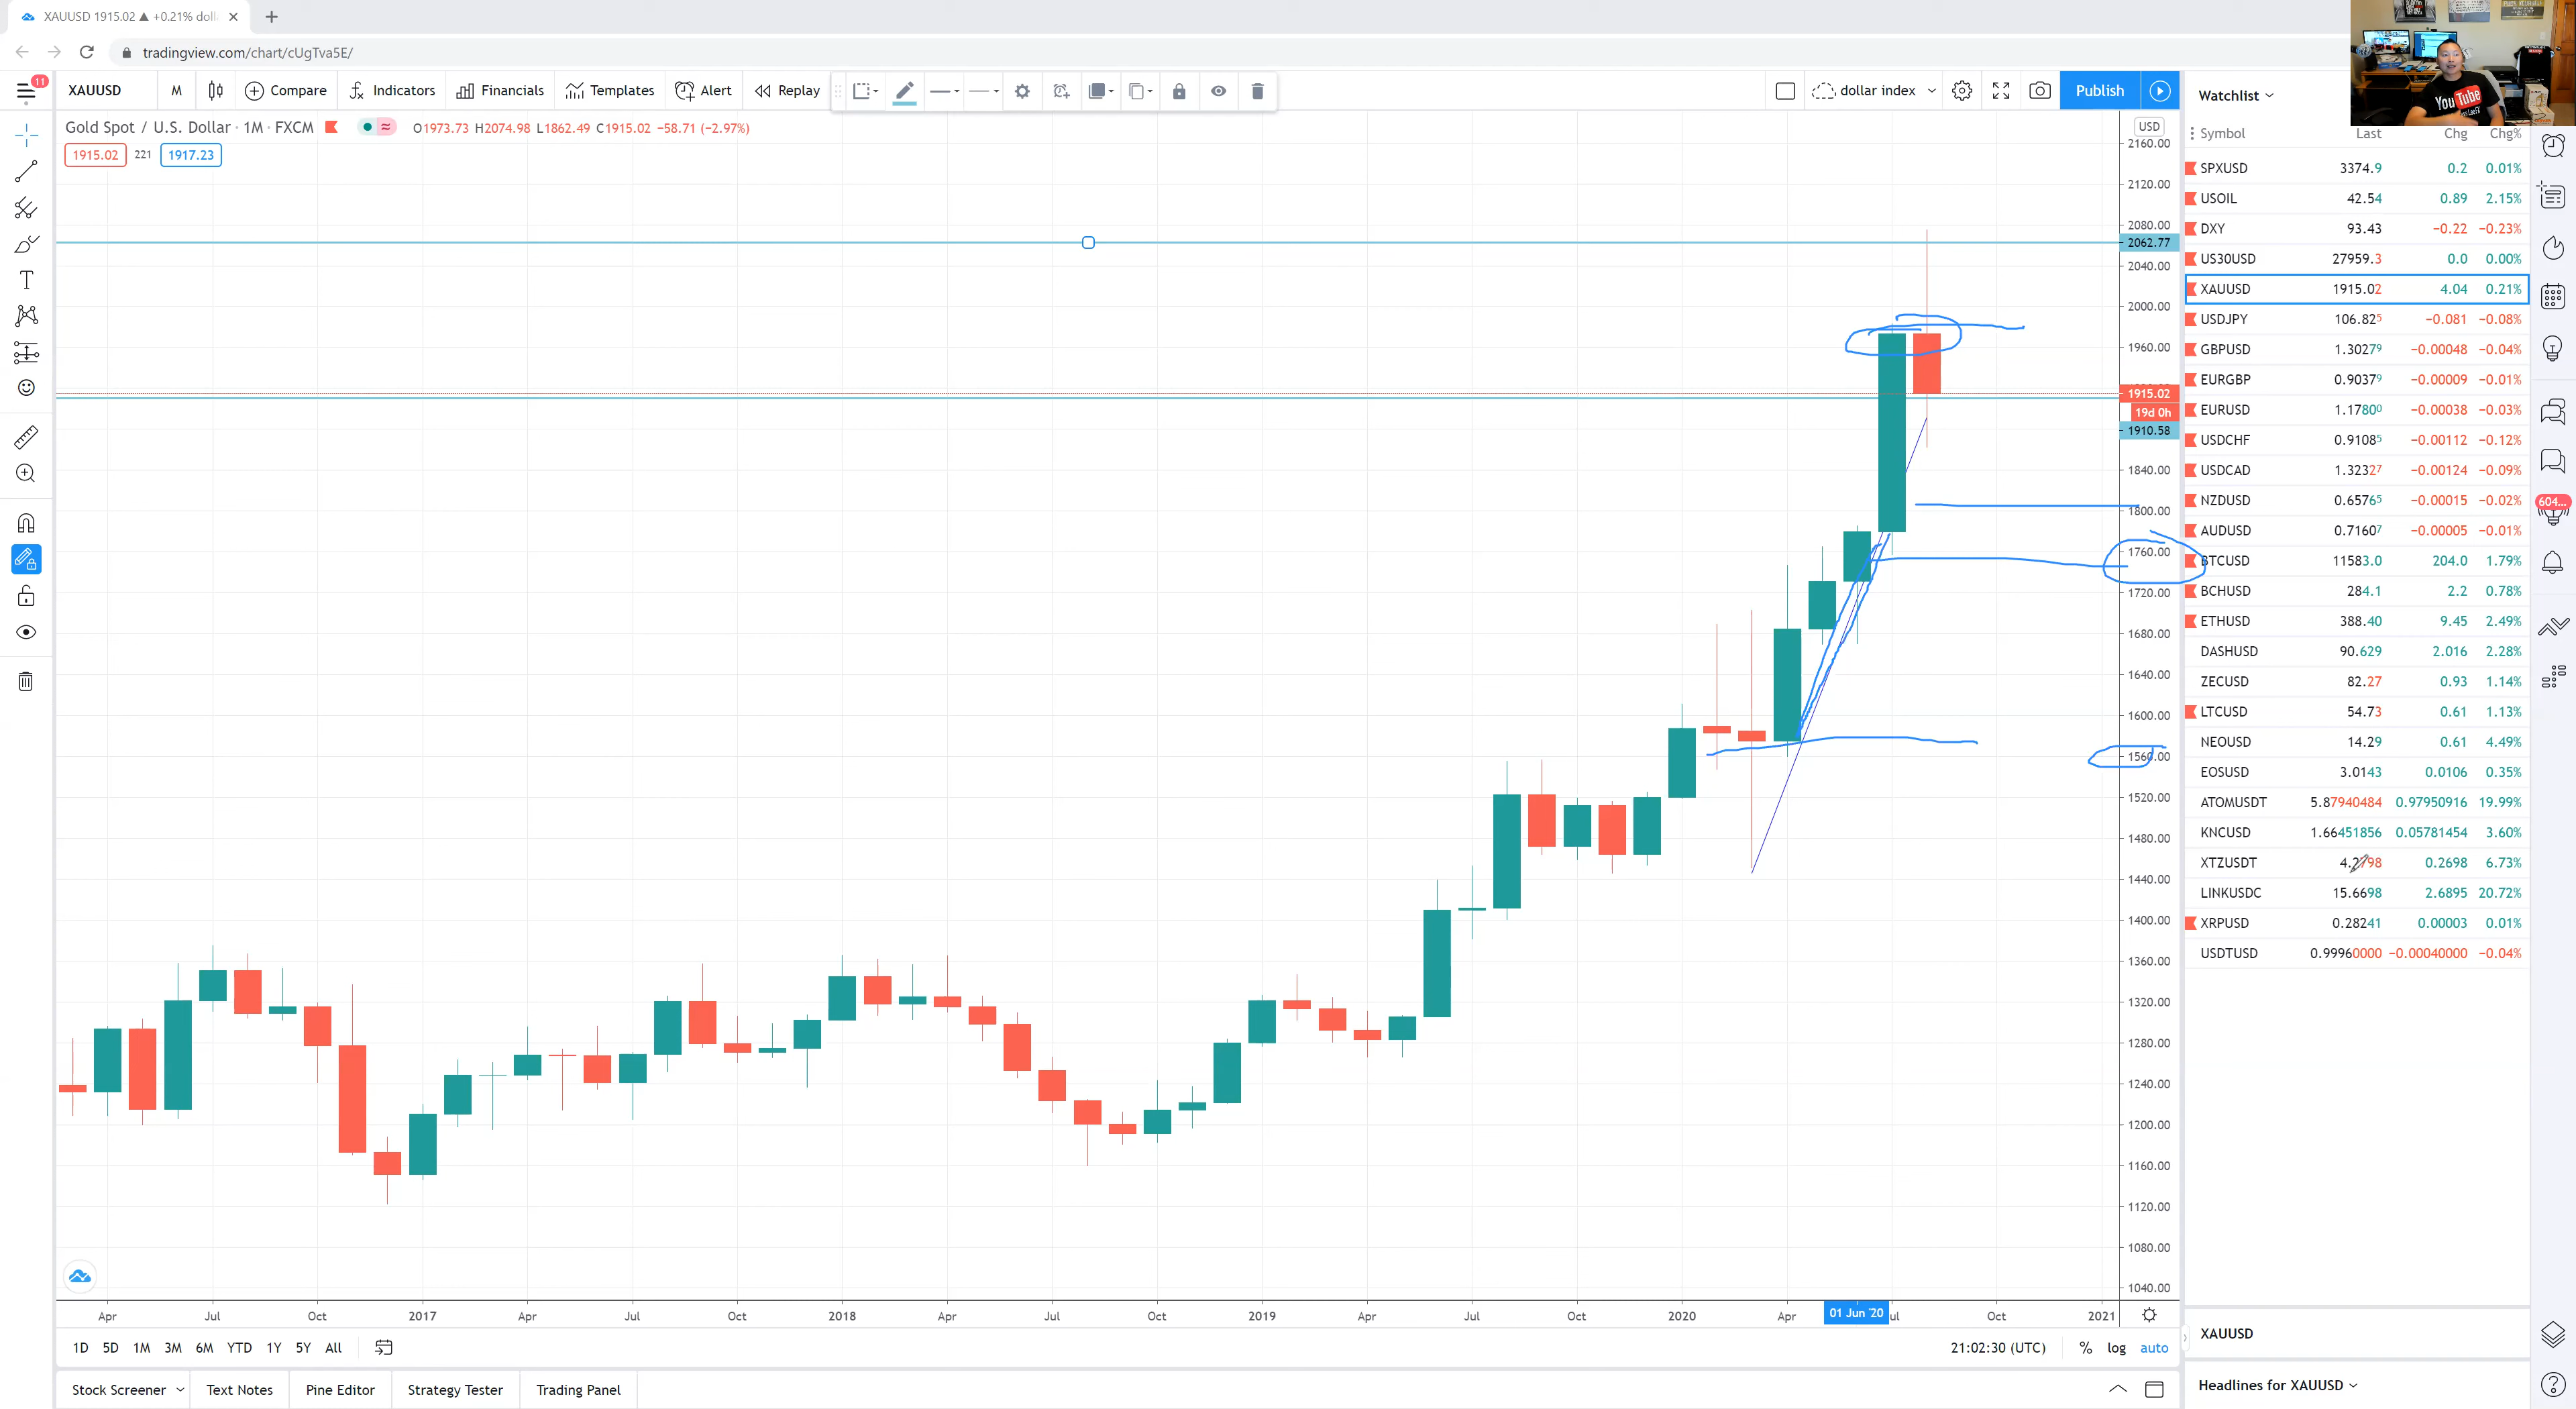 XAUUSD 1915.02 ▲ +0.21% doll
tradingview.com/chart/cUgTva5E/
11
XAUUSD M Compare Indicators Financials Templates Alert Replay dollar index Publish
Gold Spot / U.S. Dollar · 1M · FXCM O1973.73 H2074.98 L1862.49 C1915.02 −58.71 (−2.97%)
1915.02 221 1917.23
USD
2160.00
2120.00
2080.00
2062.77
2040.00
2000.00
1960.00
1915.02
19d 0h
1910.58
1840.00
1800.00
1760.00
1720.00
1680.00
1640.00
1600.00
1560.00
1520.00
1480.00
1440.00
1400.00
1360.00
1320.00
1280.00
1240.00
1200.00
1160.00
1120.00
1080.00
1040.00
Apr Jul Oct 2017 Apr Jul Oct 2018 Apr Jul Oct 2019 Apr Jul Oct 2020 Apr 01 Jun '20 ul Oct 2021
1D 5D 1M 3M 6M YTD 1Y 5Y All 21:02:30 (UTC) % log auto
Stock Screener Text Notes Pine Editor Strategy Tester Trading Panel
You Tube
Watchlist
Symbol Last Chg Chg%
SPXUSD 3374.9 0.2 0.01%
USOIL 42.54 0.89 2.15%
DXY 93.43 −0.22 −0.23%
US30USD 27959.3 0.0 0.00%
XAUUSD 1915.02 4.04 0.21%
USDJPY 106.825 −0.081 −0.08%
GBPUSD 1.30279 −0.00048 −0.04%
EURGBP 0.90379 −0.00009 −0.01%
EURUSD 1.17800 −0.00038 −0.03%
USDCHF 0.91085 −0.00112 −0.12%
USDCAD 1.32327 −0.00124 −0.09%
NZDUSD 0.65765 −0.00015 −0.02%
AUDUSD 0.71607 −0.00005 −0.01%
BTCUSD 11583.0 204.0 1.79%
BCHUSD 284.1 2.2 0.78%
ETHUSD 388.40 9.45 2.49%
DASHUSD 90.629 2.016 2.28%
ZECUSD 82.27 0.93 1.14%
LTCUSD 54.73 0.61 1.13%
NEOUSD 14.29 0.61 4.49%
EOSUSD 3.0143 0.0106 0.35%
ATOMUSDT 5.87940484 0.97950916 19.99%
KNCUSD 1.66451856 0.05781454 3.60%
XTZUSDT 0.2698 6.73%
LINKUSDC 15.6698 2.6895 20.72%
XRPUSD 0.28241 0.00003 0.01%
USDTUSD 0.99960000 −0.00040000 −0.04%
604...
XAUUSD
Headlines for XAUUSD